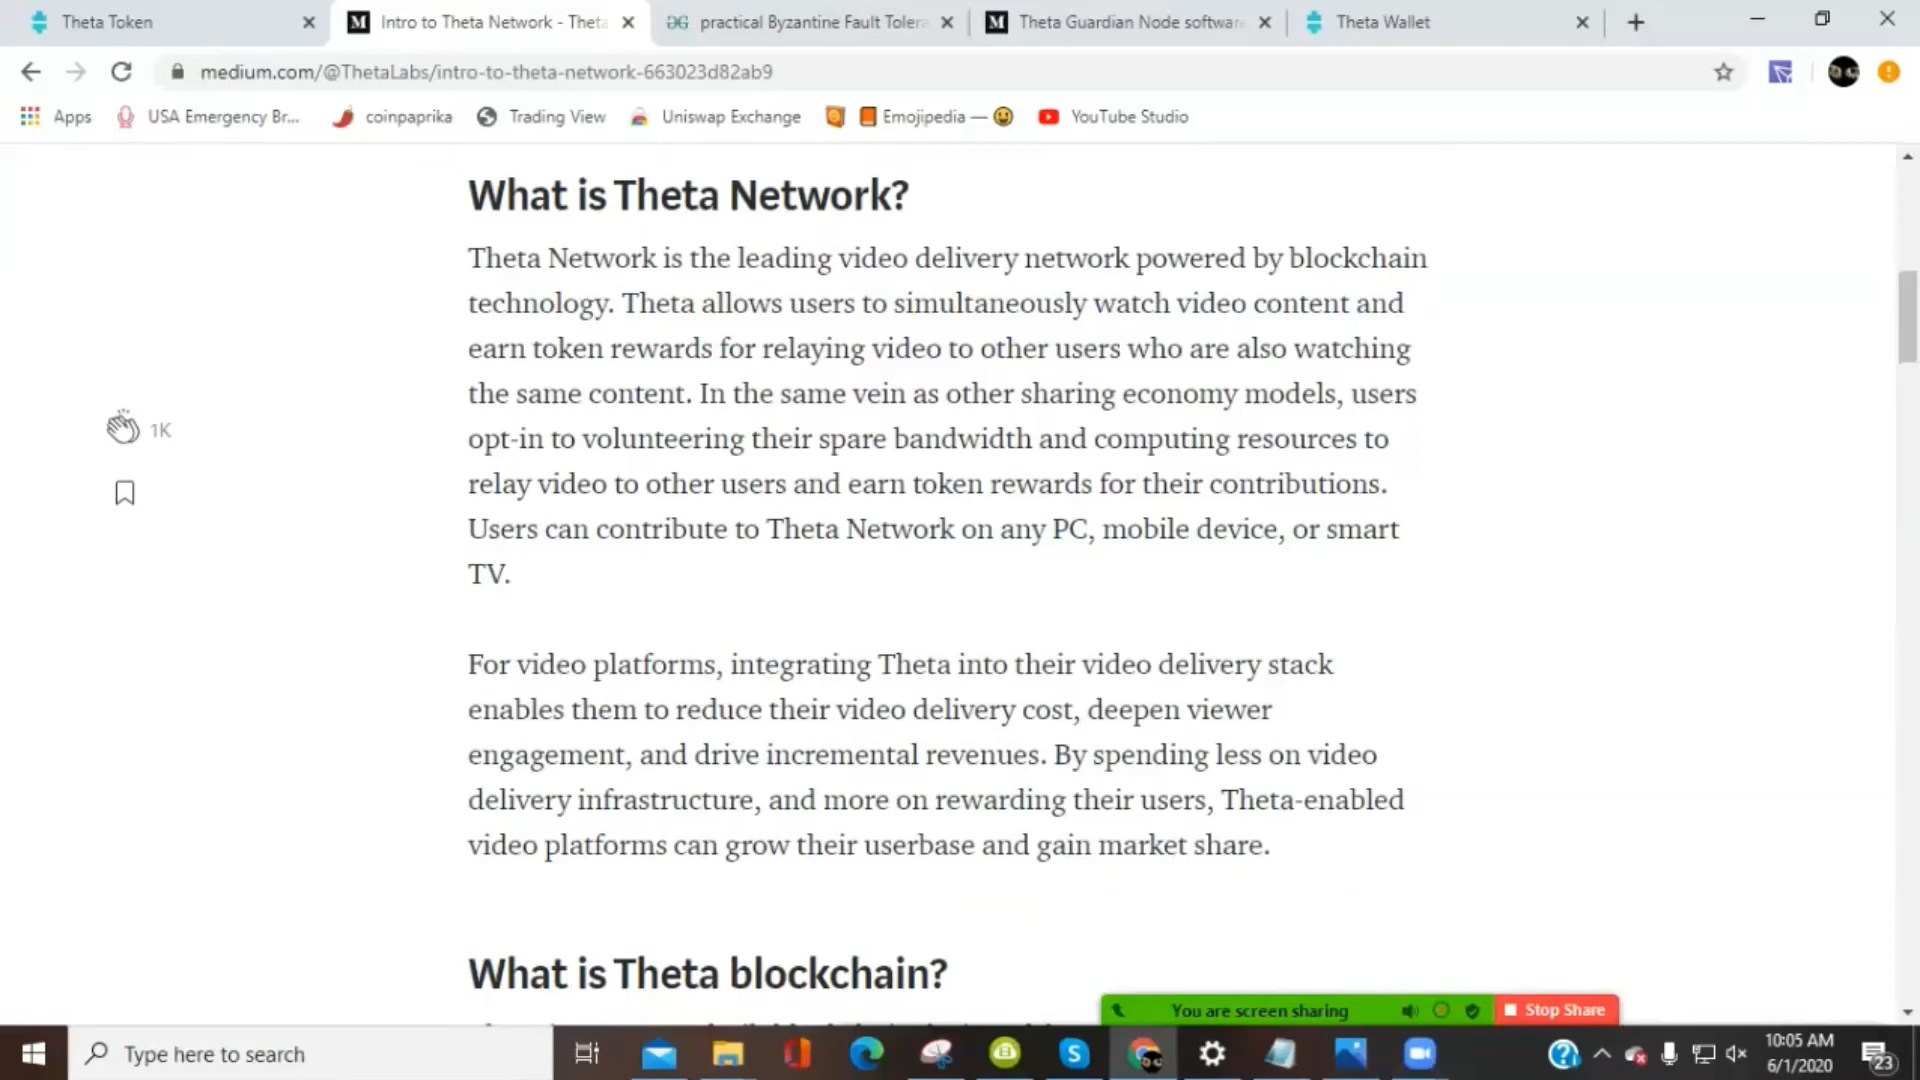 Theta Token
Intro to Theta Network - Theta
practical Byzantine Fault Tolera
Theta Guardian Node software
Theta Wallet
medium.com/@ThetaLabs/intro-to-theta-network-663023d82ab9
Apps
USA Emergency Br...
coinpaprika
Trading View
Uniswap Exchange
Emojipedia — 😃
YouTube Studio
What is Theta Network?
Theta Network is the leading video delivery network powered by blockchain
technology. Theta allows users to simultaneously watch video content and
earn token rewards for relaying video to other users who are also watching
the same content. In the same vein as other sharing economy models, users
opt-in to volunteering their spare bandwidth and computing resources to
relay video to other users and earn token rewards for their contributions.
Users can contribute to Theta Network on any PC, mobile device, or smart
TV.
1K
For video platforms, integrating Theta into their video delivery stack
enables them to reduce their video delivery cost, deepen viewer
engagement, and drive incremental revenues. By spending less on video
delivery infrastructure, and more on rewarding their users, Theta-enabled
video platforms can grow their userbase and gain market share.
What is Theta blockchain?
You are screen sharing
Stop Share
Type here to search
10:05 AM
6/1/2020
23